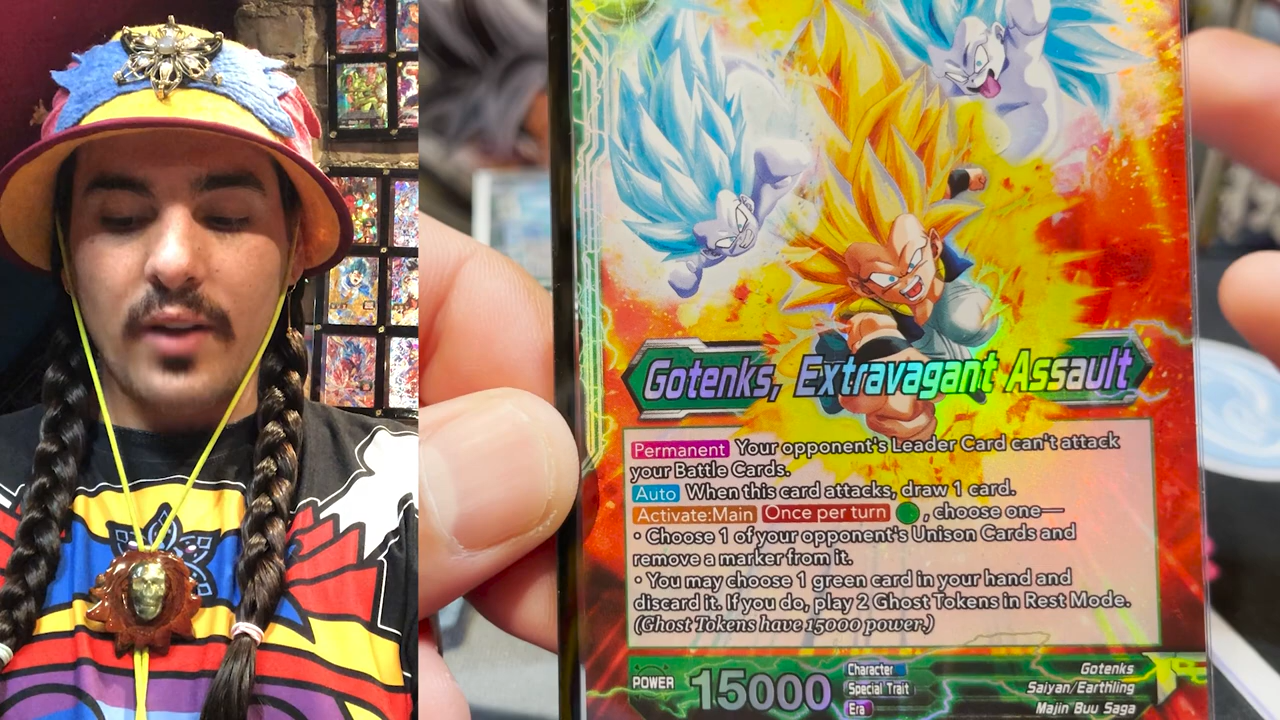 Gotenks, Extravagant Assault
Permanent Your opponent's Leader Card can't attack
your Battle Cards.
Auto When this card attacks, draw 1 card.
Activate:Main Once per turn , choose one—
· Choose 1 of your opponent's Unison Cards and
remove a marker from it.
· You may choose 1 green card in your hand and
discard it. If you do, play 2 Ghost Tokens in Rest Mode.
(Ghost Tokens have 15000 power.)
POWER 15000
Character Gotenks
Special Trait Saiyan/Earthling
Era Majin Buu Saga